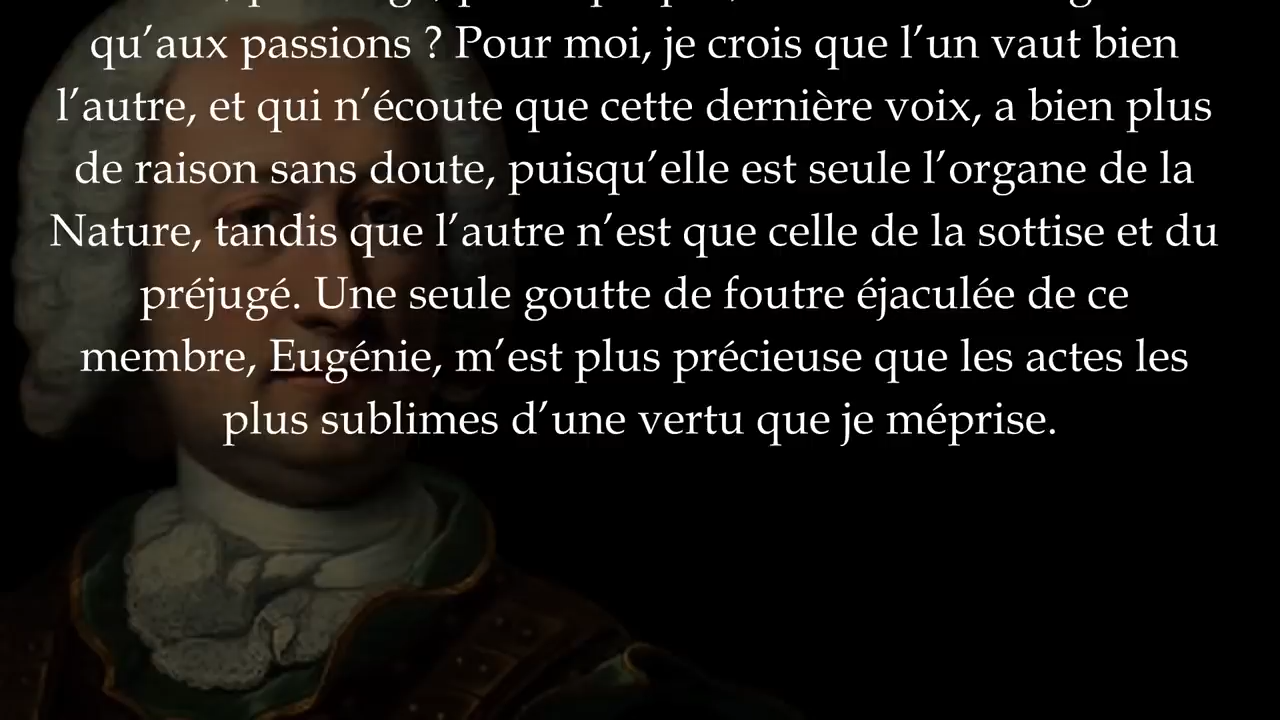 qu’aux passions ? Pour moi, je crois que l’un vaut bien
l’autre, et qui n’écoute que cette dernière voix, a bien plus
de raison sans doute, puisqu’elle est seule l’organe de la
Nature, tandis que l’autre n’est que celle de la sottise et du
préjugé. Une seule goutte de foutre éjaculée de ce
membre, Eugénie, m’est plus précieuse que les actes les
plus sublimes d’une vertu que je méprise.